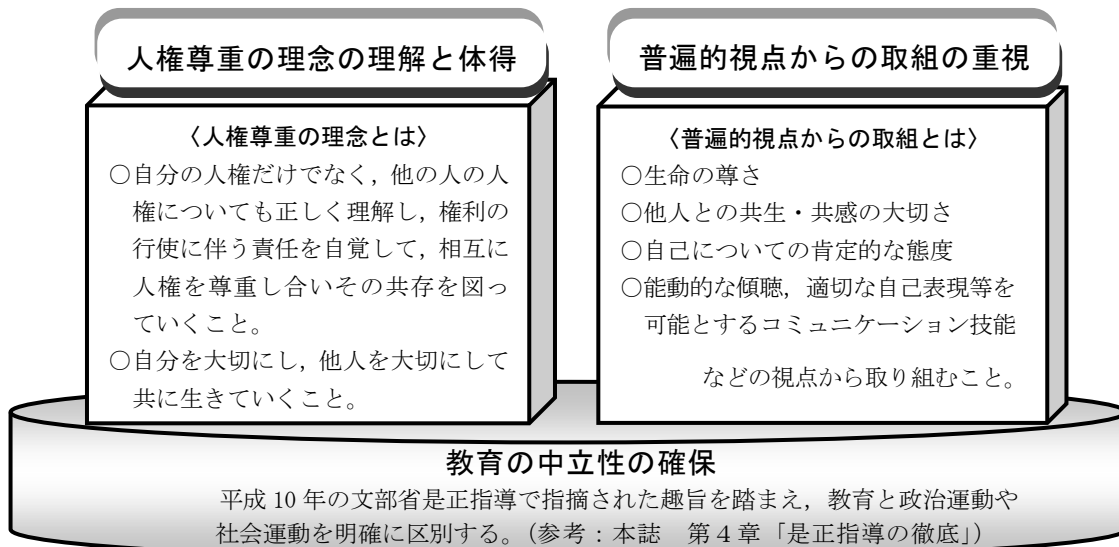 人権尊重の理念の理解と体得
〈人権尊重の理念とは〉
○自分の人権だけでなく，他の人の人
権についても正しく理解し，権利の
行使に伴う責任を自覚して，相互に
人権を尊重し合いその共存を図っ
ていくこと。
○自分を大切にし，他人を大切にして
共に生きていくこと。
普遍的視点からの取組の重視
〈普遍的視点からの取組とは〉
○生命の尊さ
○他人との共生・共感の大切さ
○自己についての肯定的な態度
○能動的な傾聴，適切な自己表現等を
可能とするコミュニケーション技能
などの視点から取り組むこと。
教育の中立性の確保
平成 10 年の文部省是正指導で指摘された趣旨を踏まえ，教育と政治運動や
社会運動を明確に区別する。（参考：本誌　第４章「是正指導の徹底」）